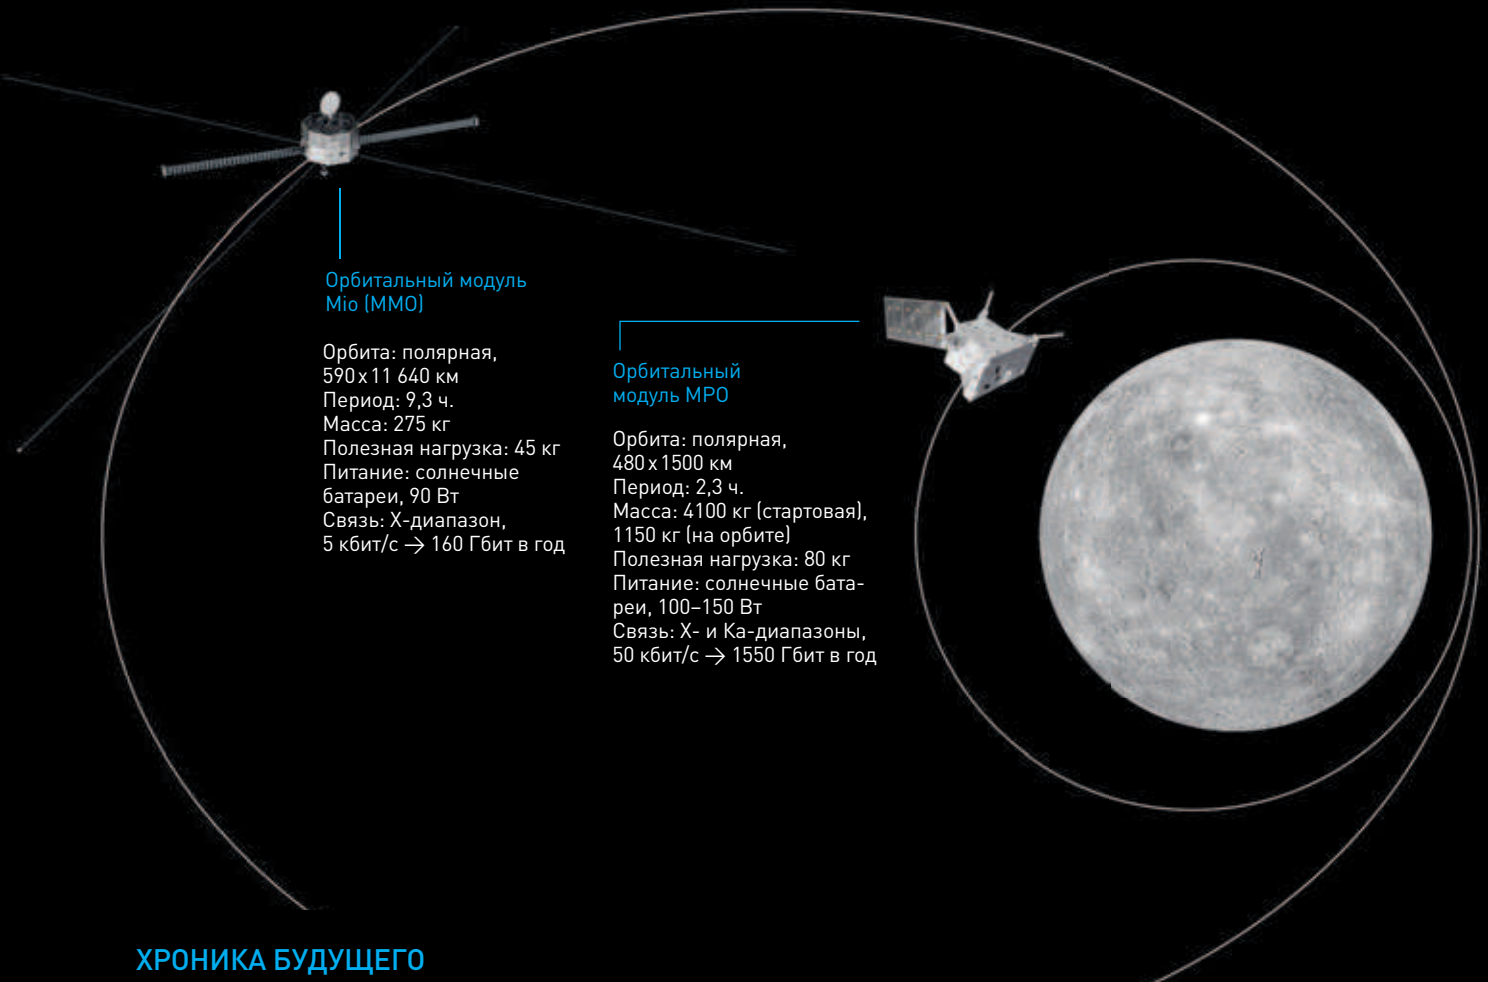 Орбитальный модуль
Mio (MMO)
Орбита: полярная,
590 x 11 640 км
Период: 9,3 ч.
Масса: 275 кг
Полезная нагрузка: 45 кг
Питание: солнечные
батареи, 90 Вт
Связь: X-диапазон,
5 кбит/с → 160 Гбит в год
Орбитальный
модуль MPO
Орбита: полярная,
480 x 1500 км
Период: 2,3 ч.
Масса: 4100 кг (стартовая),
1150 кг (на орбите)
Полезная нагрузка: 80 кг
Питание: солнечные бата-
реи, 100–150 Вт
Связь: X- и Ka-диапазоны,
50 кбит/с → 1550 Гбит в год
ХРОНИКА БУДУЩЕГО